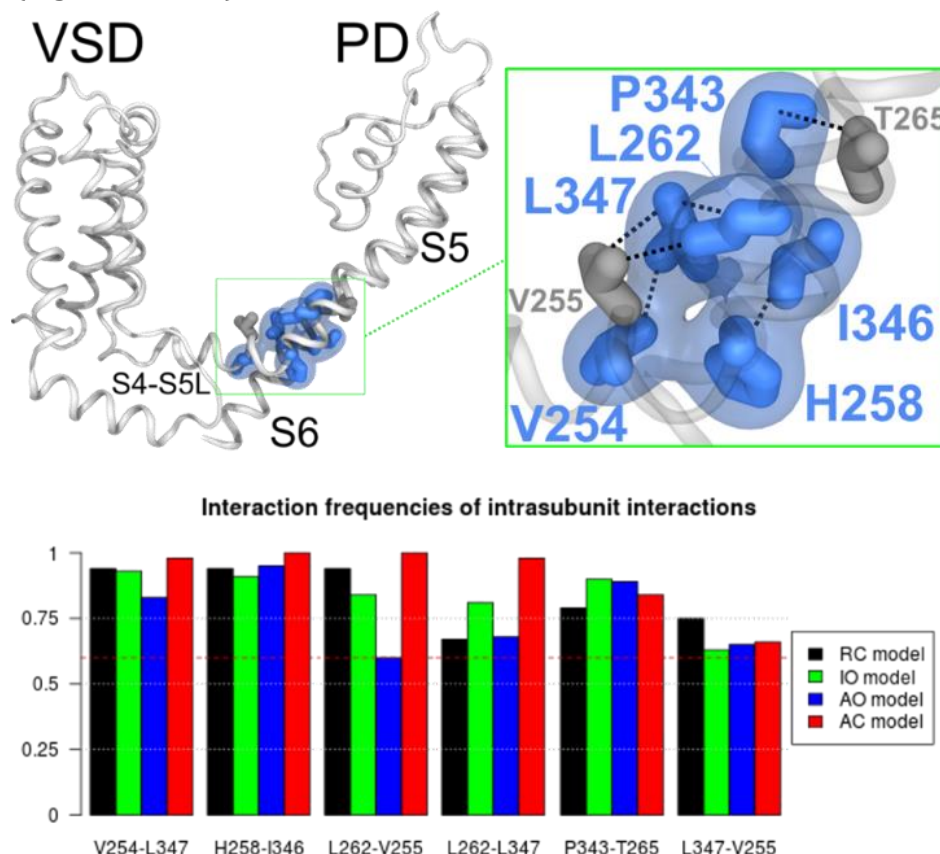 VSD
PD
S5
S4-S5L
S6
P343
T265
L262
L347
V255
I346
H258
V254
Interaction frequencies of intrasubunit interactions
1
0.75
0.5
0.25
0
RC model
IO model
AO model
AC model
V254-L347 H258-I346 L262-V255 L262-L347 P343-T265 L347-V255